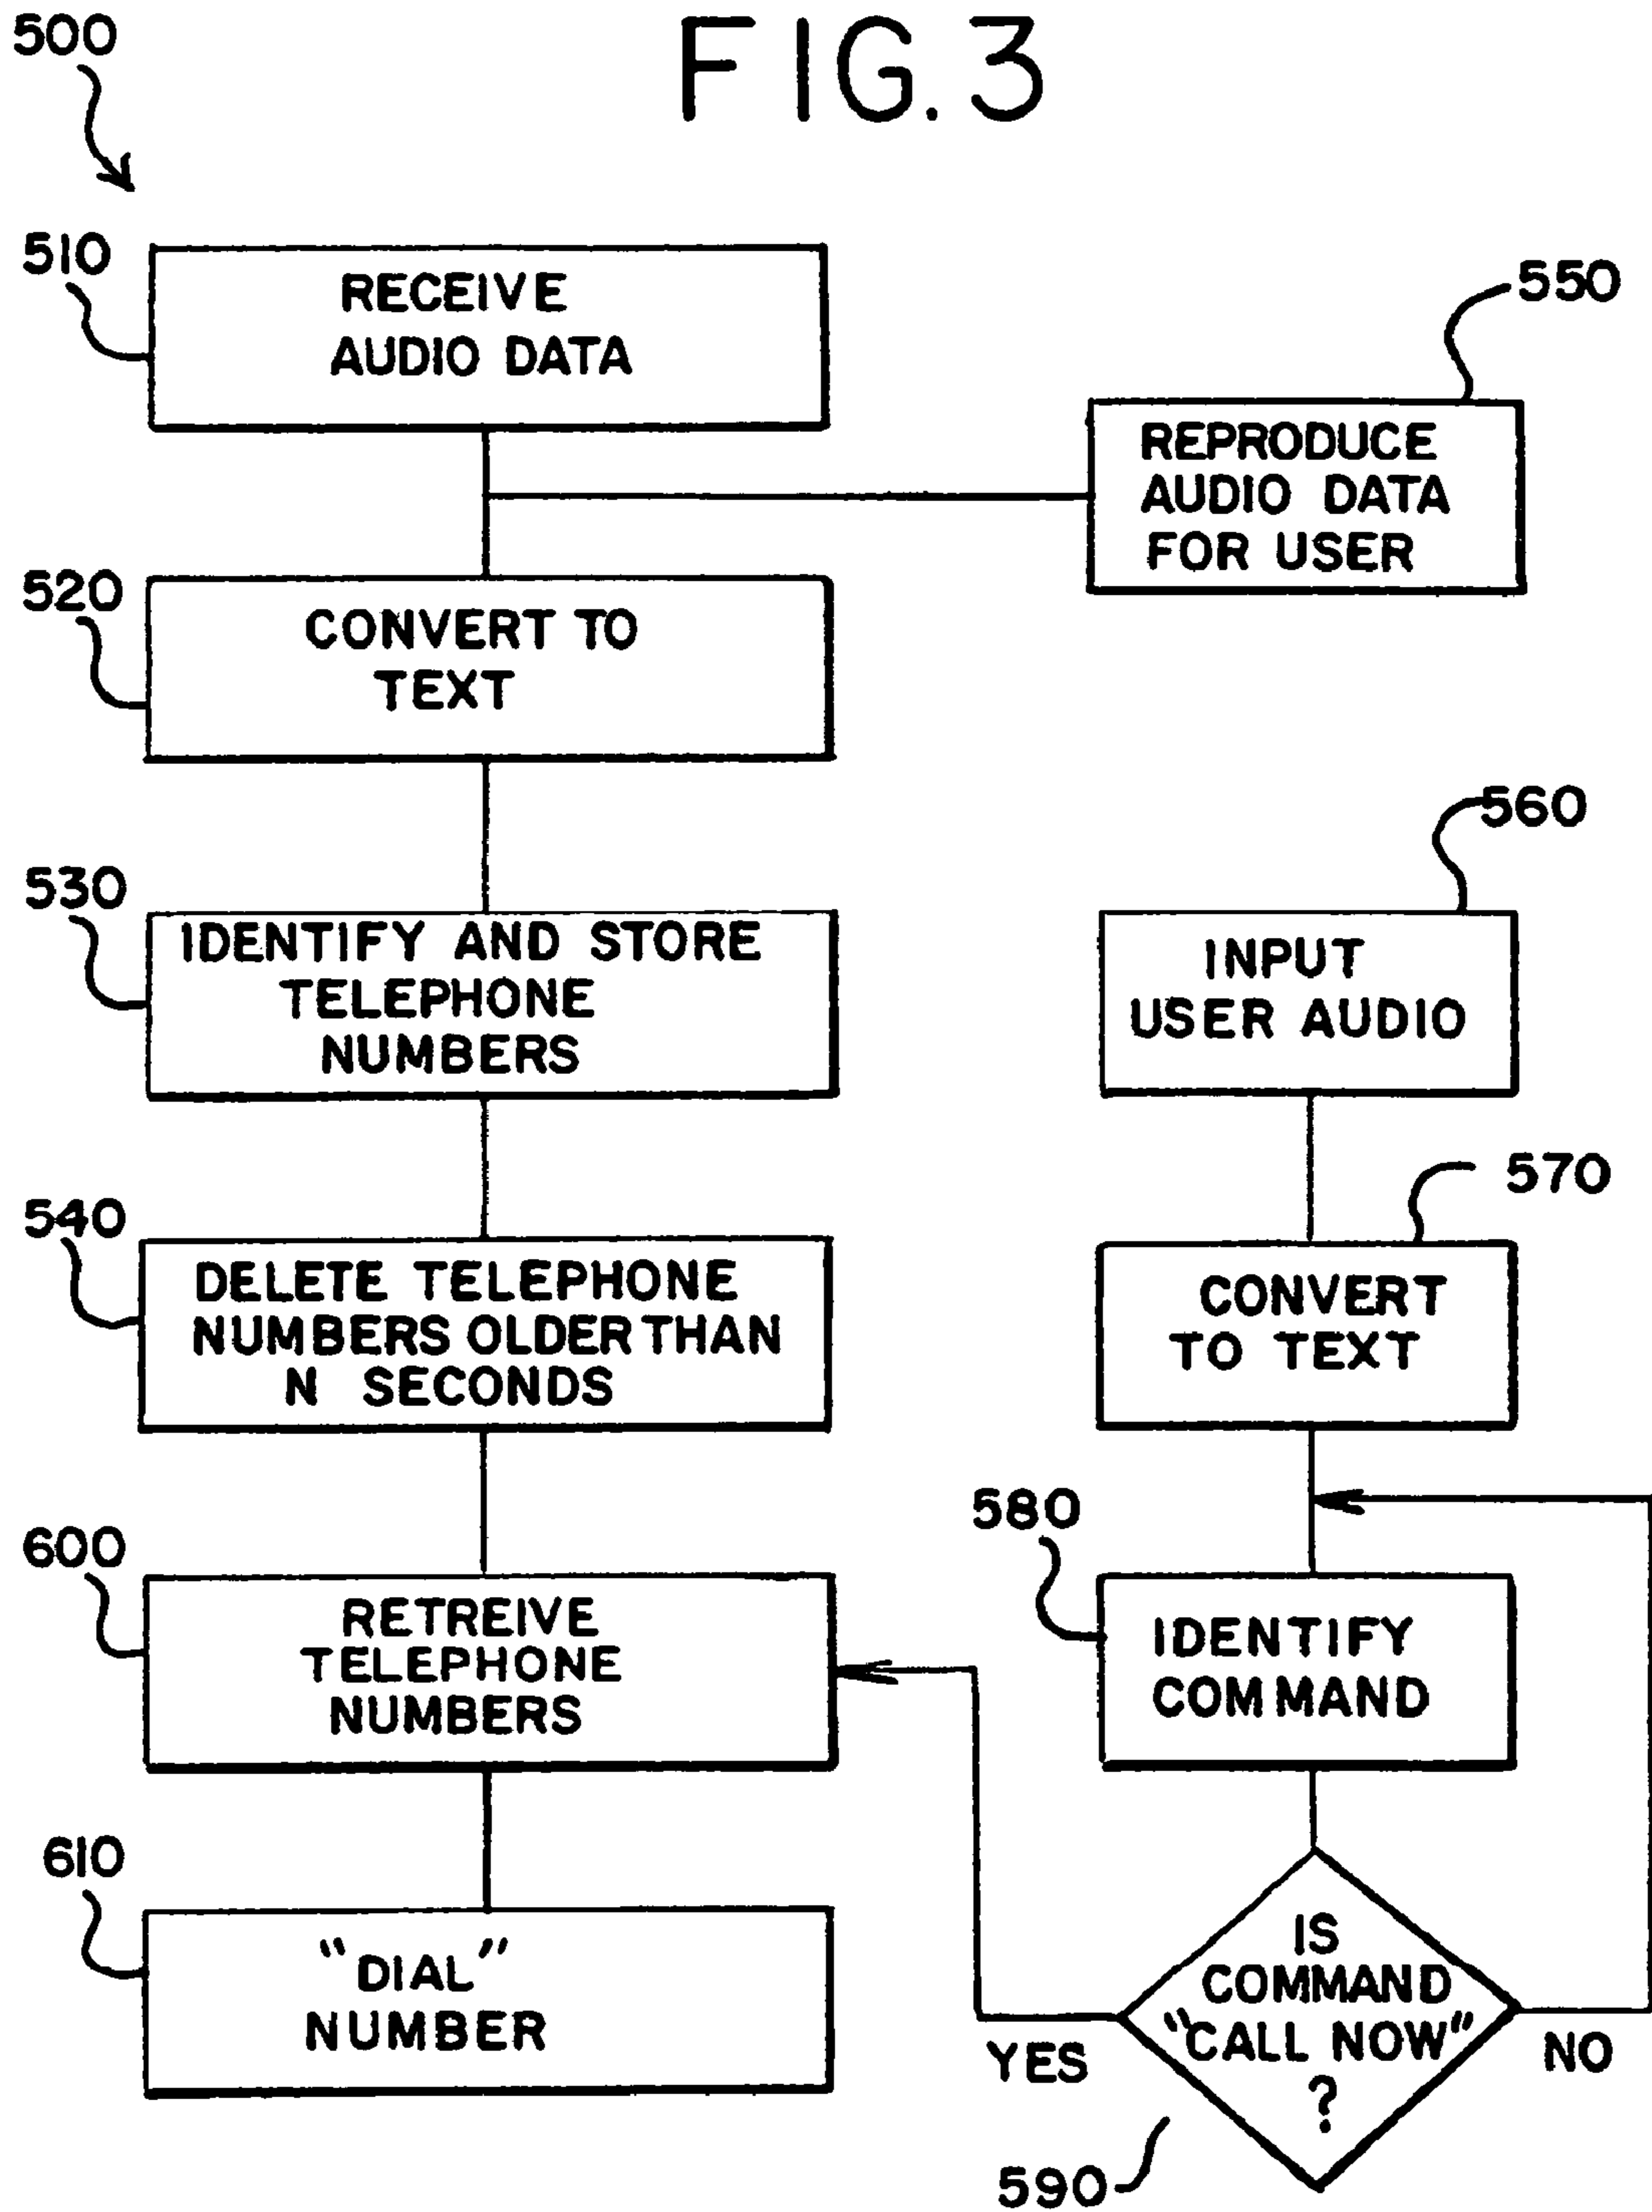 FIG. 3
500
510
RECEIVE
AUDIO DATA
550
REPRODUCE
AUDIO DATA
FOR USER
520
CONVERT TO
TEXT
530
IDENTIFY AND STORE
TELEPHONE
NUMBERS
540
DELETE TELEPHONE
NUMBERS OLDER THAN
N SECONDS
600
RETREIVE
TELEPHONE
NUMBERS
610
"DIAL"
NUMBER
560
INPUT
USER AUDIO
570
CONVERT
TO TEXT
580
IDENTIFY
COMMAND
590
IS
COMMAND
"CALL NOW"
?
YES
NO